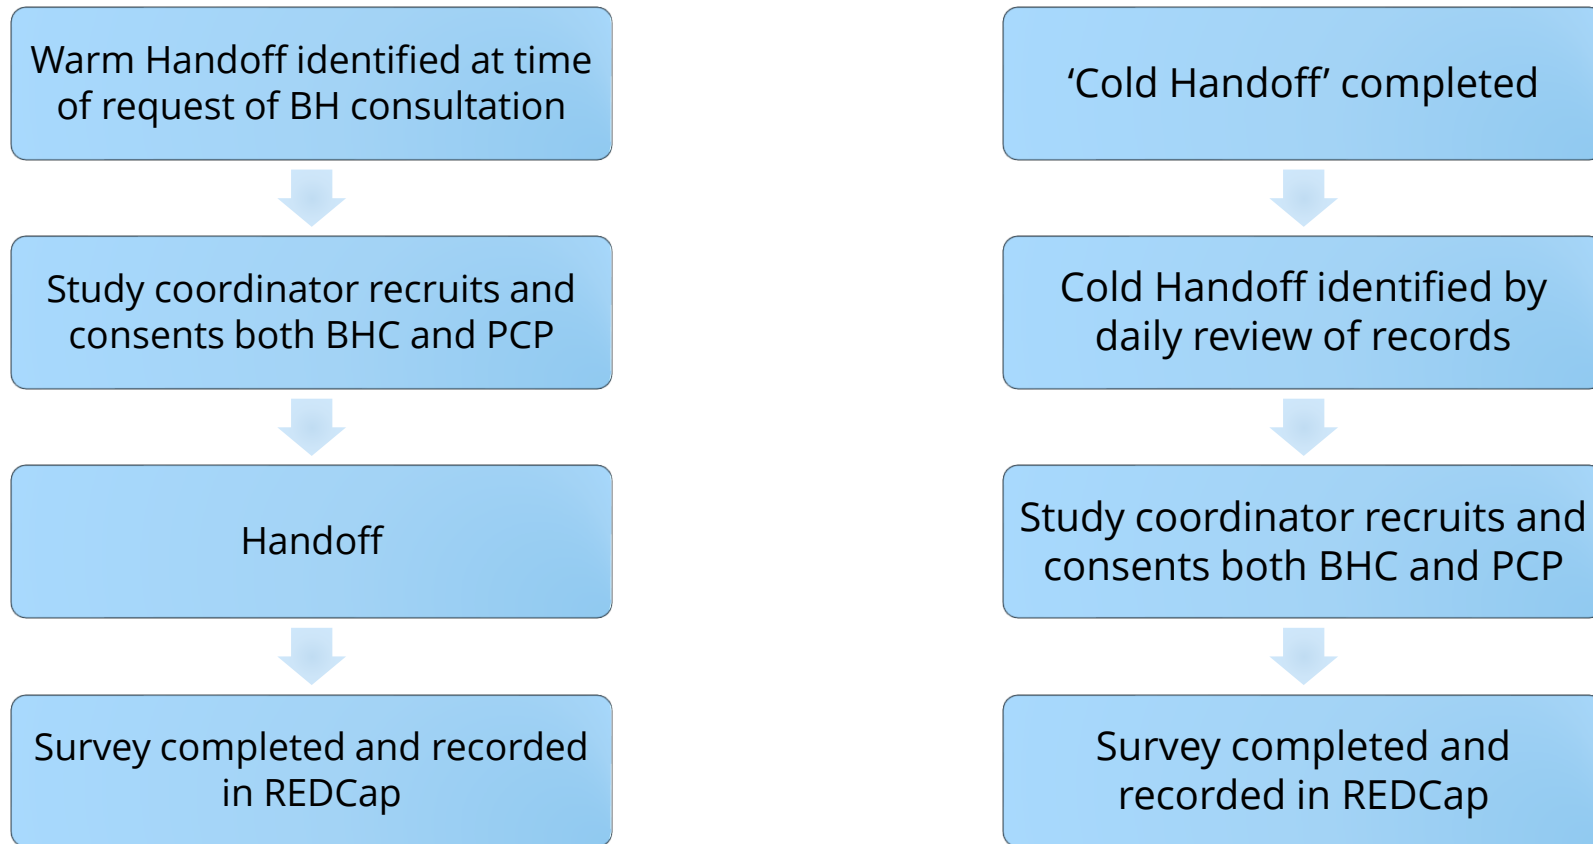 Warm Handoff identified at time
of request of BH consultation
Study coordinator recruits and
consents both BHC and PCP
Handoff
Survey completed and recorded
in REDCap
‘Cold Handoff’ completed
Cold Handoff identified by
daily review of records
Study coordinator recruits and
consents both BHC and PCP
Survey completed and
recorded in REDCap